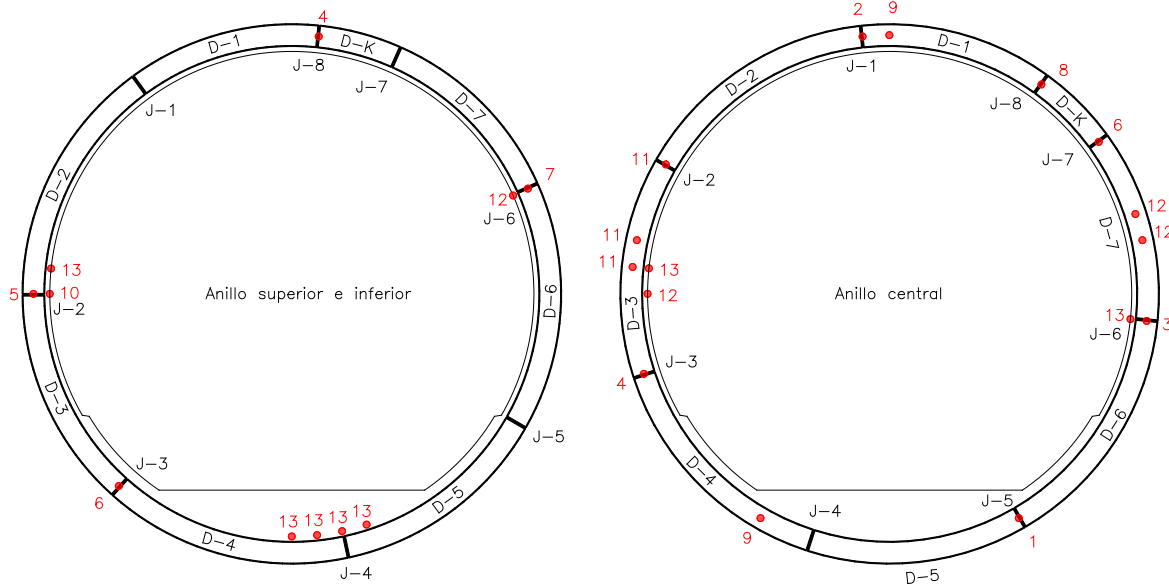 4
D-1
D-K
J-8
J-7
J-1
D-7
D-2
7
12
J-6
13
5
10
J-2
Anillo superior e inferior
D-6
D-3
J-5
J-3
6
D-5
13 13 13 13
D-4
J-4
2 9
D-1
J-1
8
D-2
J-8
D-K
6
J-7
11
J-2
12
D-7
11
12
11
13
12
Anillo central
D-3
13
3
J-6
J-3
4
D-6
D-4
J-5
J-4
9
1
D-5